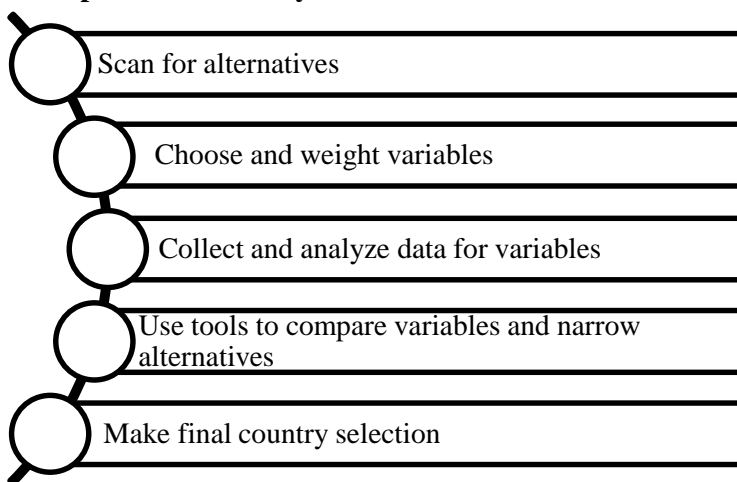 Scan for alternatives
Choose and weight variables
Collect and analyze data for variables
Use tools to compare variables and narrow
alternatives
Make final country selection